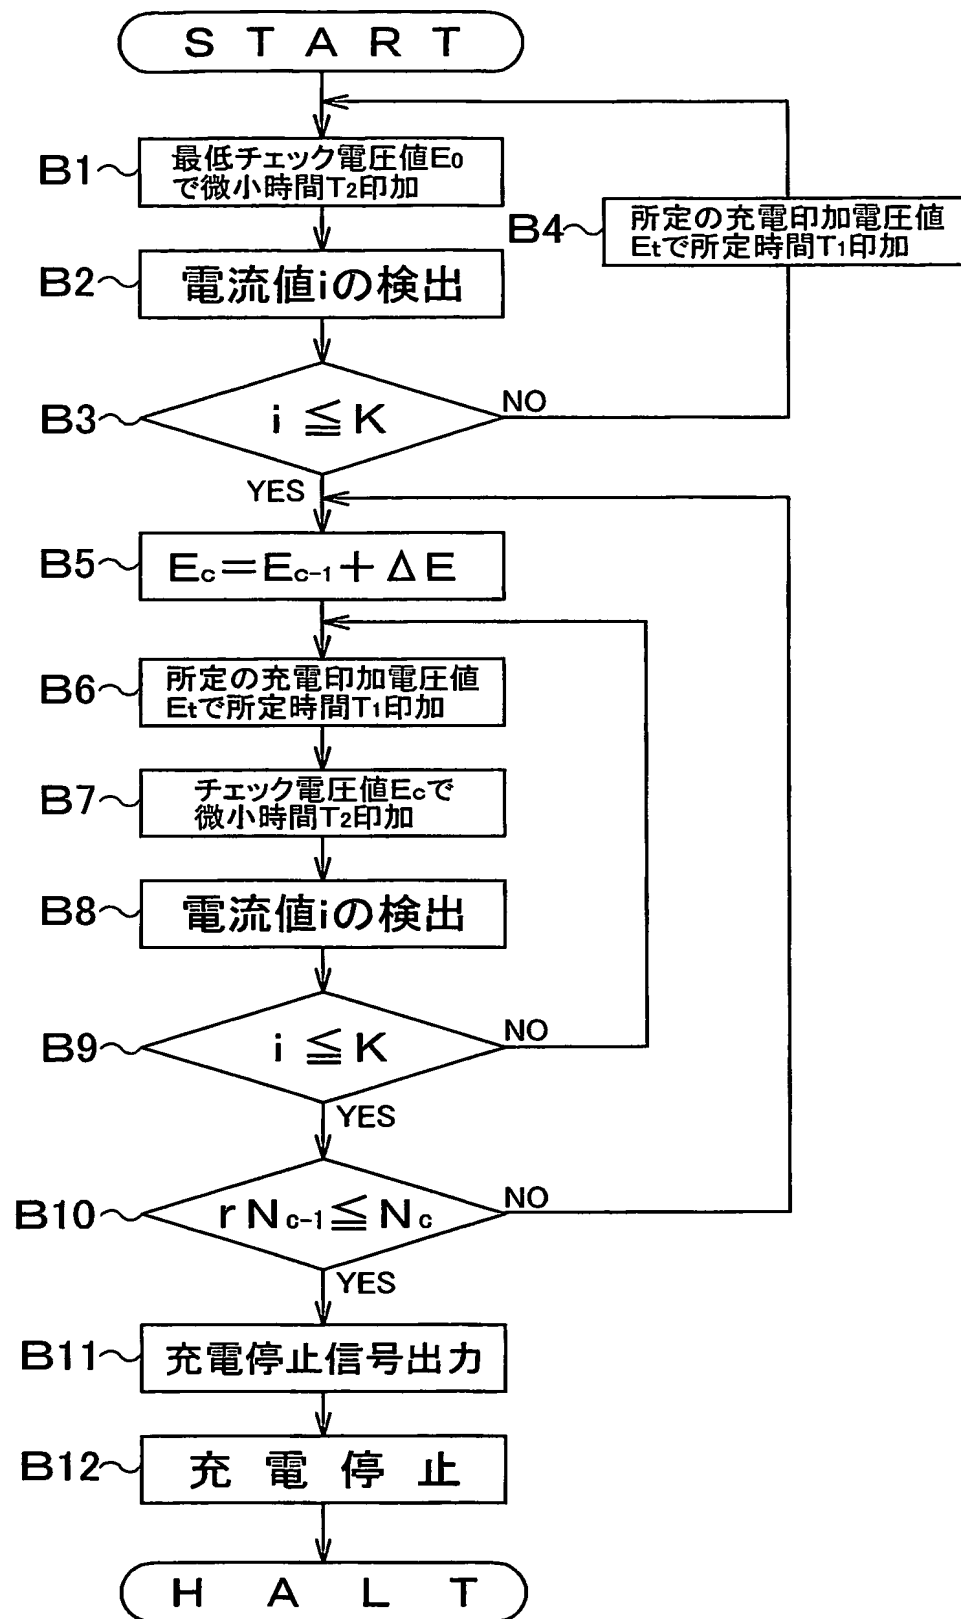 START
B1
最低チェック電圧値E₀
で微小時間T₂印加
B4
所定の充電印加電圧値
Etで所定時間T₁印加
B2
電流値iの検出
B3
i ≦ K
NO
YES
B5
E_c＝E_{c-1}＋ΔE
B6
所定の充電印加電圧値
Etで所定時間T₁印加
B7
チェック電圧値Ecで
微小時間T₂印加
B8
電流値iの検出
B9
i ≦ K
NO
YES
B10
rN_{c-1}≦N_c
NO
YES
B11
充電停止信号出力
B12
充電停止
HALT